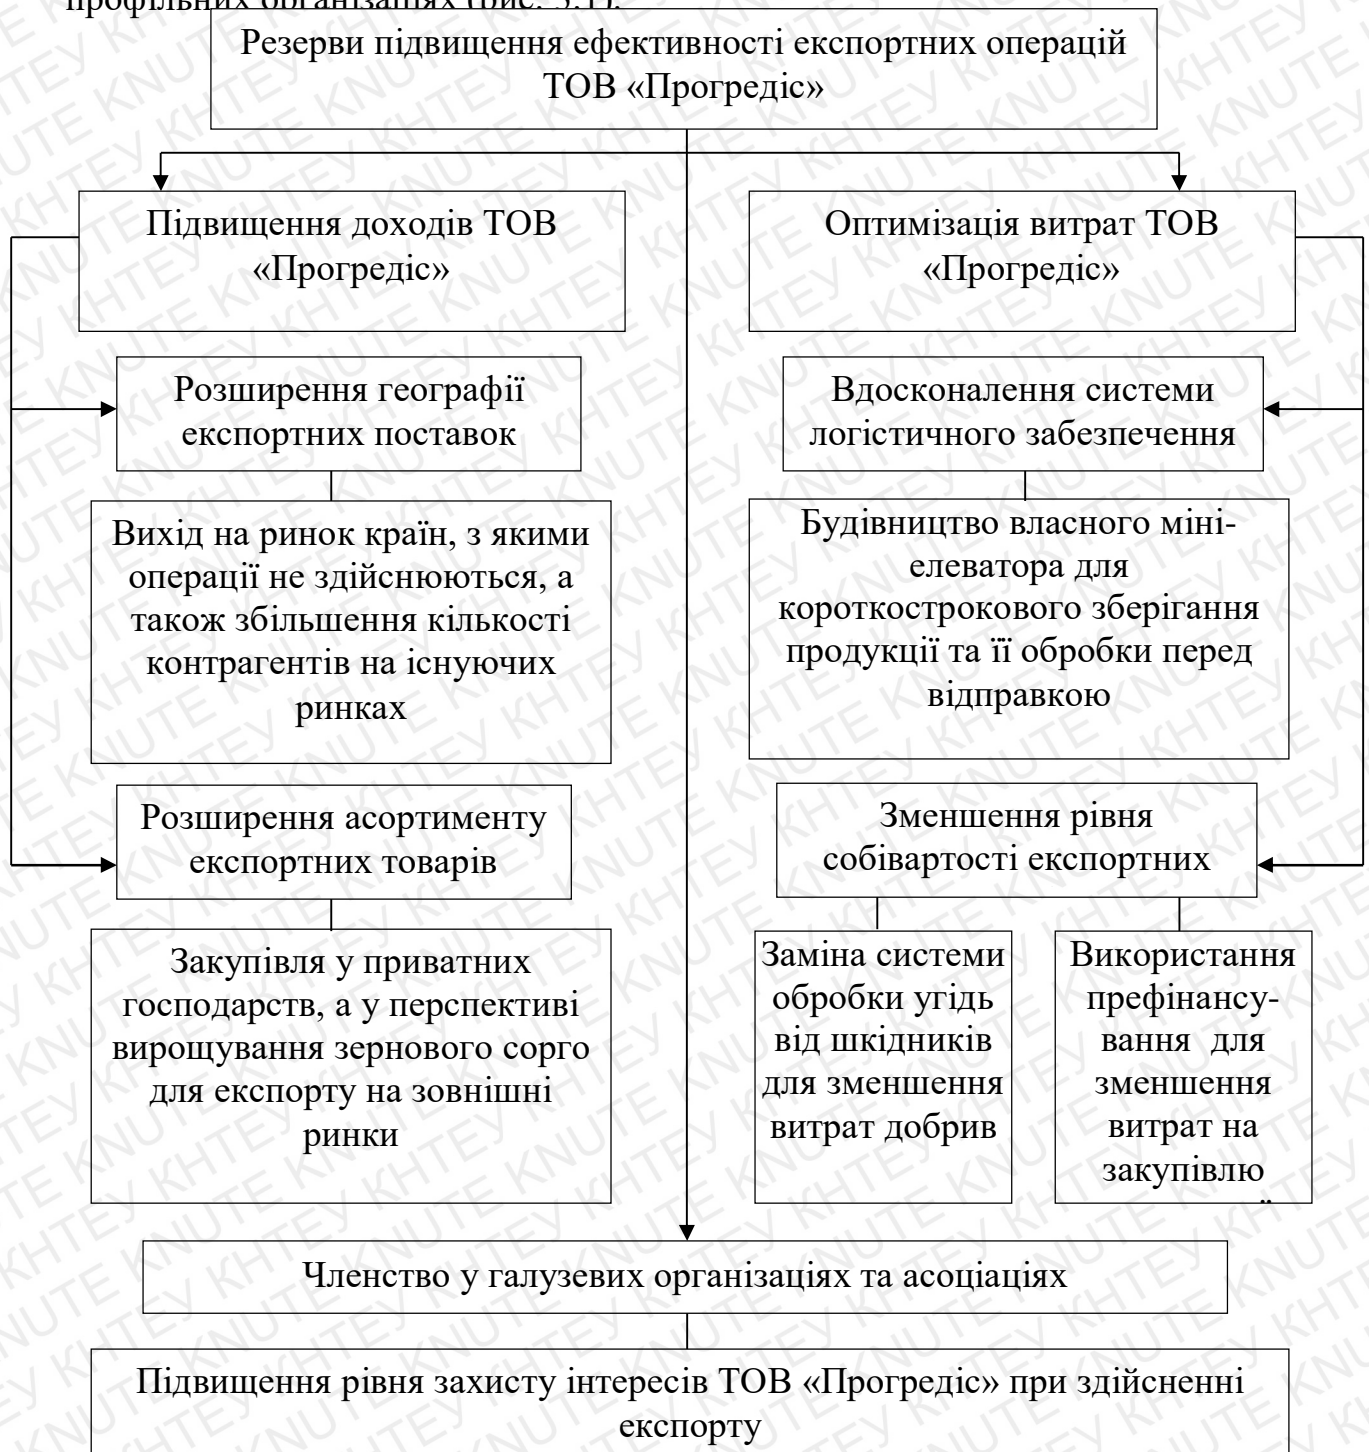 профільних організаціях (рис. 3.1).
Резерви підвищення ефективності експортних операцій
ТОВ «Прогредіс»
Підвищення доходів ТОВ
«Прогредіс»
Оптимізація витрат ТОВ
«Прогредіс»
Розширення географії
експортних поставок
Вдосконалення системи
логістичного забезпечення
Вихід на ринок країн, з якими
операції не здійснюються, а
також збільшення кількості
контрагентів на існуючих
ринках
Будівництво власного міні-
елеватора для
короткострокового зберігання
продукції та її обробки перед
відправкою
Розширення асортименту
експортних товарів
Зменшення рівня
собівартості експортних
Закупівля у приватних
господарств, а у перспективі
вирощування зернового сорго
для експорту на зовнішні
ринки
Заміна системи
обробки угідь
від шкідників
для зменшення
витрат добрив
Використання
префінансу-
вання для
зменшення
витрат на
закупівлю
Членство у галузевих організаціях та асоціаціях
Підвищення рівня захисту інтересів ТОВ «Прогредіс» при здійсненні
експорту